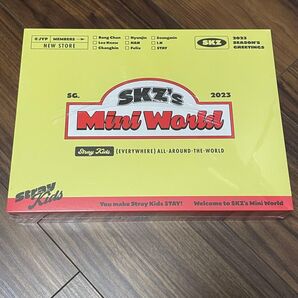 © JYP MEMBERS
NEW STORE
Bang Chan Hyunjin Seungmin
Lee Know HAN I.N
Changbin Felix STAY
SKZ
2023
SEASON'S
GREETINGS
SG. SKZ's 2023
Mini World
Stray Kids (EVERYWHERE) ALL-AROUND-THE-WORLD
Stray
Kids
You make Stray Kids STAY! Welcome to SKZ's Mini World